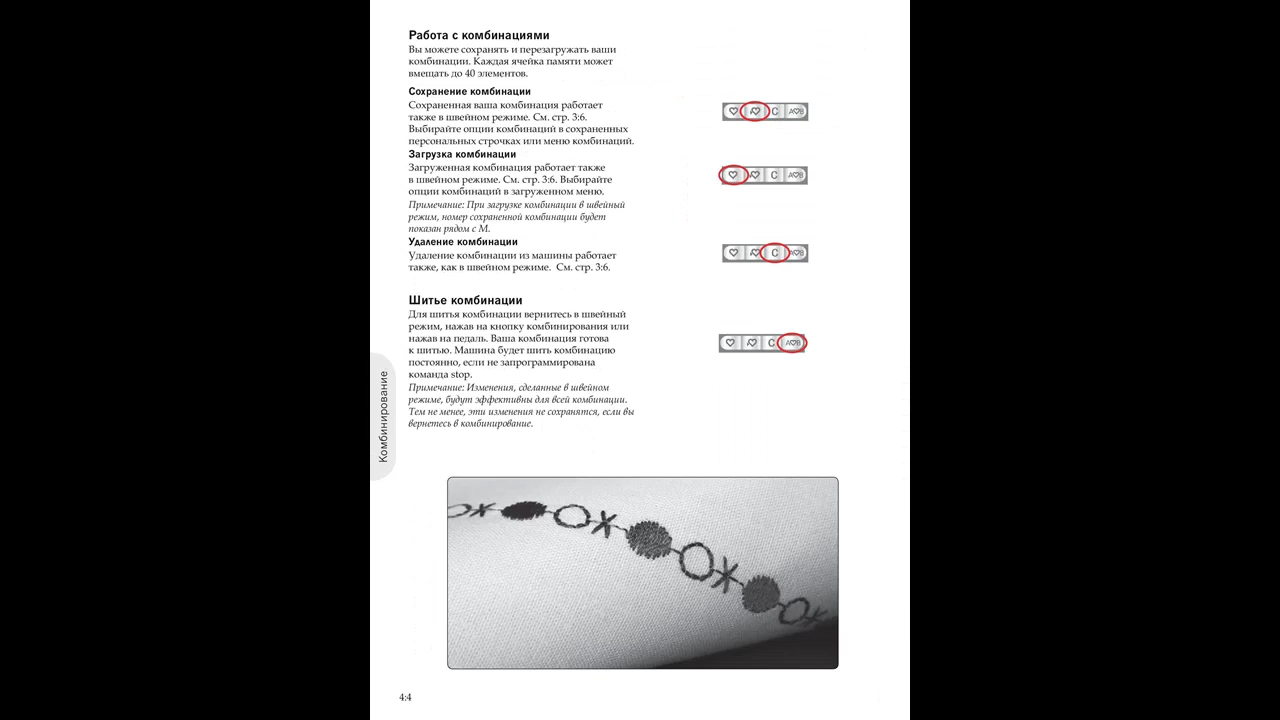 Работа с комбинациями
Вы можете сохранять и перезагружать ваши
комбинации. Каждая ячейка памяти может
вмещать до 40 элементов.
Сохранение комбинации
Сохраненная ваша комбинация работает
также в швейном режиме. См. стр. 3:6.
Выбирайте опции комбинаций в сохраненных
персональных строчках или меню комбинаций.
A C A B
Загрузка комбинации
Загруженная комбинация работает также
в швейном режиме. См. стр. 3:6. Выбирайте
опции комбинаций в загруженном меню.
Примечание: При загрузке комбинации в швейный
режим, номер сохраненной комбинации будет
показан рядом с М.
A C A B
Удаление комбинации
Удаление комбинации из машины работает
также, как в швейном режиме. См. стр. 3:6.
A C A B
Шитье комбинации
Для шитья комбинации вернитесь в швейный
режим, нажав на кнопку комбинирования или
нажав на педаль. Ваша комбинация готова
к шитью. Машина будет шить комбинацию
постоянно, если не запрограммирована
команда stop.
Примечание: Изменения, сделанные в швейном
режиме, будут эффективны для всей комбинации.
Тем не менее, эти изменения не сохранятся, если вы
вернетесь в комбинирование.
A C A B
Комбинирование
4:4